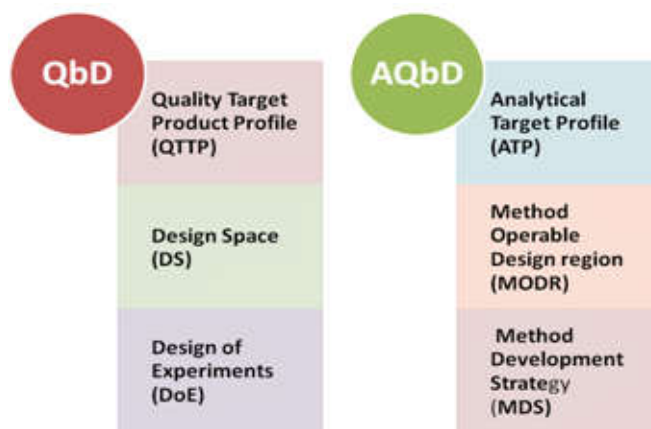 QbD
Quality Target
Product Profile
(QTTP)
Design Space
(DS)
Design of
Experiments
(DoE)
AQbD
Analytical
Target Profile
(ATP)
Method
Operable
Design region
(MODR)
Method
Development
Strategy
(MDS)